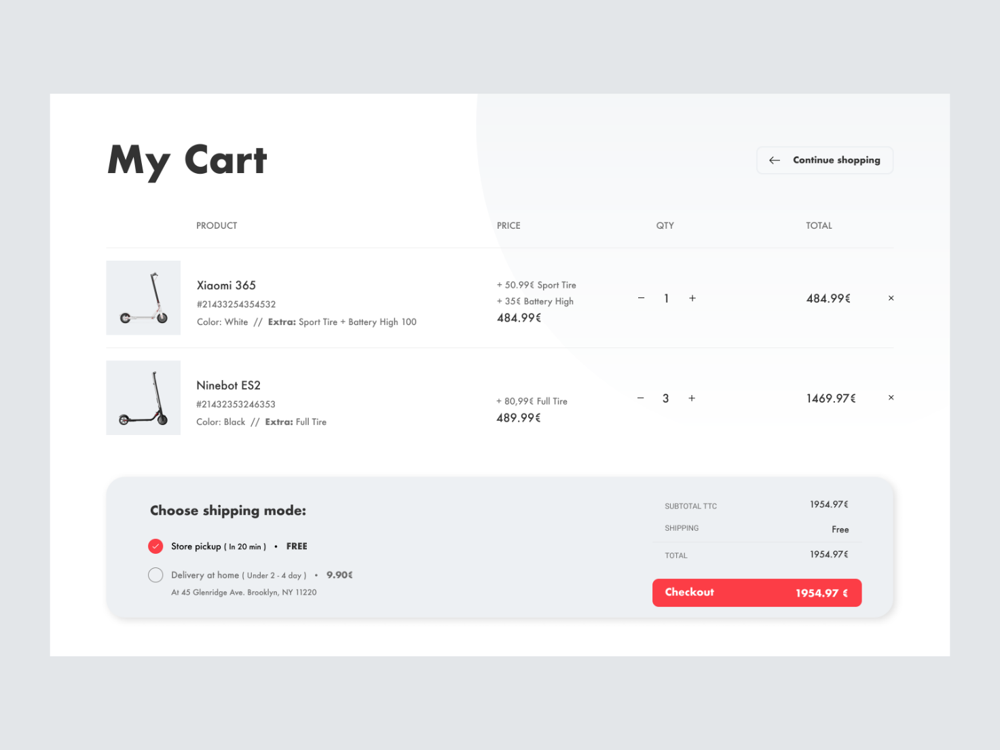 My Cart
← Continue shopping
PRODUCT PRICE QTY TOTAL
Xiaomi 365
#21433254354532
Color: White // Extra: Sport Tire + Battery High 100
+ 50.99€ Sport Tire
+ 35€ Battery High
484.99€
− 1 +
484.99€ ×
Ninebot ES2
#21432353246353
Color: Black // Extra: Full Tire
+ 80,99€ Full Tire
489.99€
− 3 +
1469.97€ ×
Choose shipping mode:
Store pickup ( In 20 min ) • FREE
Delivery at home ( Under 2 - 4 day ) • 9.90€
At 45 Glenridge Ave. Brooklyn, NY 11220
SUBTOTAL TTC 1954.97€
SHIPPING Free
TOTAL 1954.97€
Checkout 1954.97 €